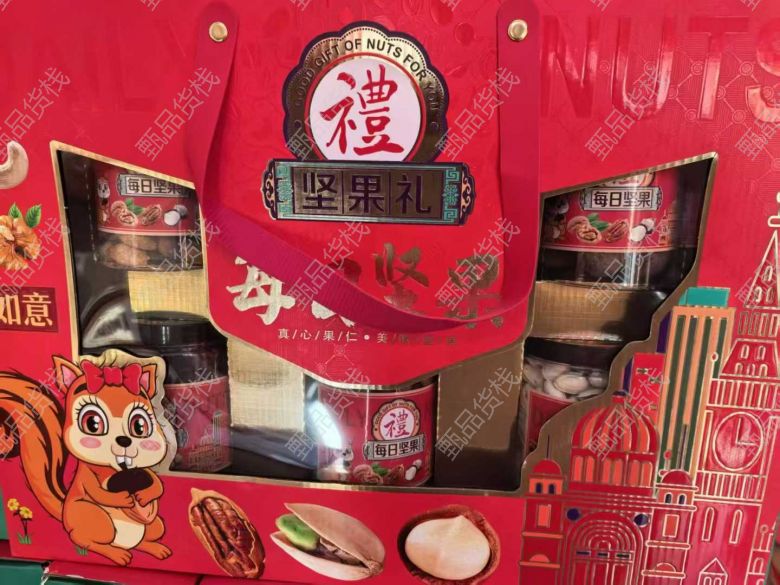 NUTS
GOOD GIFT OF NUTS FOR YOU
禮
坚果礼
每日坚果
每日坚果
每日坚果
真心/果/仁•美
如意
禮
每日坚果
甄品货栈